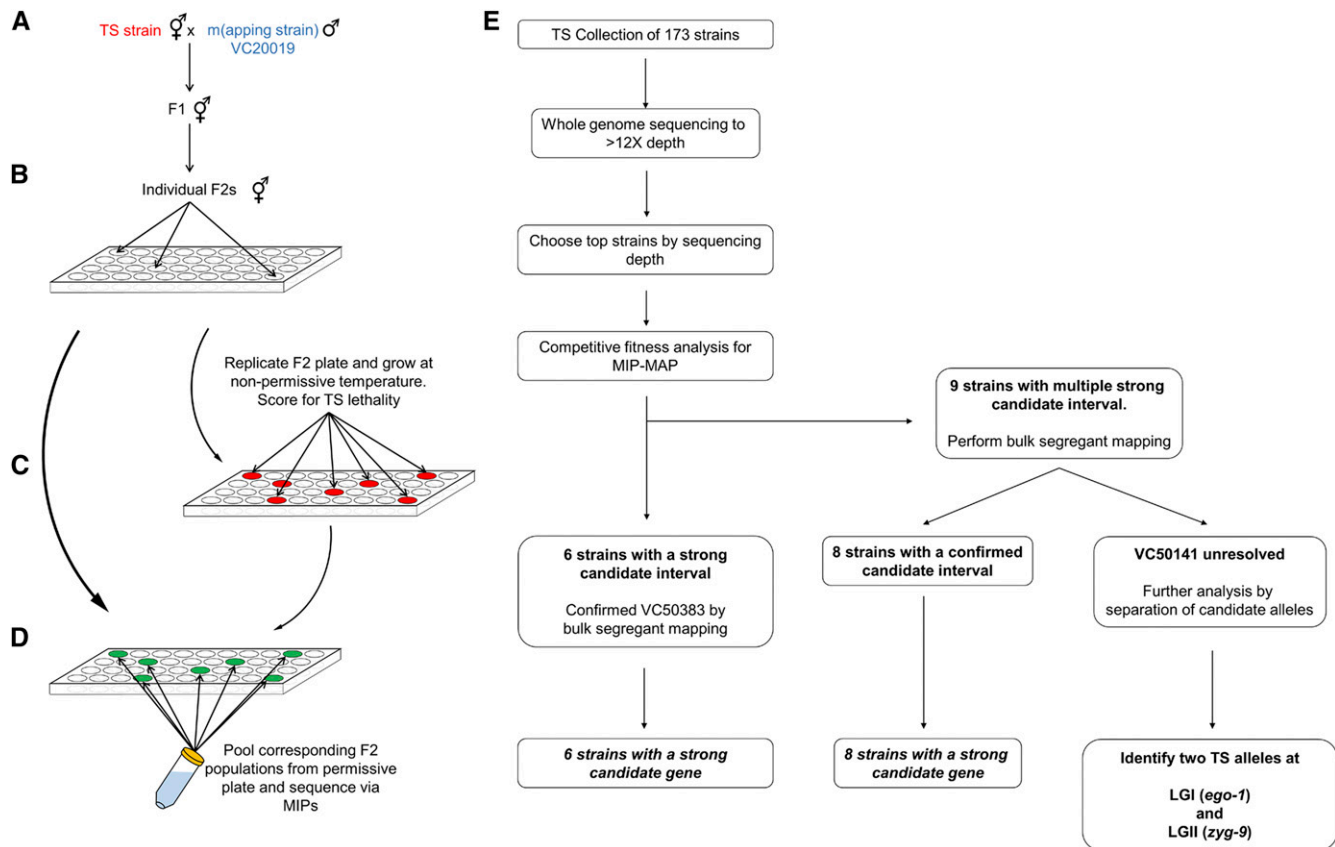 A
TS strain x m(apping strain)
VC20019
F1
B
Individual F2s
Replicate F2 plate and grow at
non-permissive temperature.
Score for TS lethality
C
D
Pool corresponding F2
populations from permissive
plate and sequence via
MIPs
E
TS Collection of 173 strains
Whole genome sequencing to
>12X depth
Choose top strains by sequencing
depth
Competitive fitness analysis for
MIP-MAP
9 strains with multiple strong
candidate interval.
Perform bulk segregant mapping
6 strains with a strong
candidate interval
Confirmed VC50383 by
bulk segregant mapping
8 strains with a confirmed
candidate interval
VC50141 unresolved
Further analysis by
separation of candidate alleles
6 strains with a strong
candidate gene
8 strains with a strong
candidate gene
Identify two TS alleles at
LGI (ego-1)
and
LGII (zyg-9)